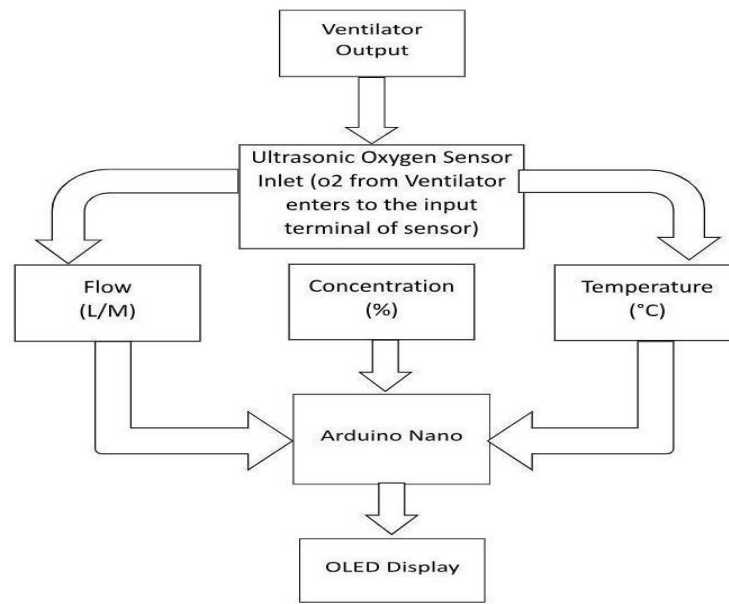 Ventilator
Output
Ultrasonic Oxygen Sensor
Inlet (o2 from Ventilator
enters to the input
terminal of sensor)
Flow
(L/M)
Concentration
(%)
Temperature
(°C)
Arduino Nano
OLED Display